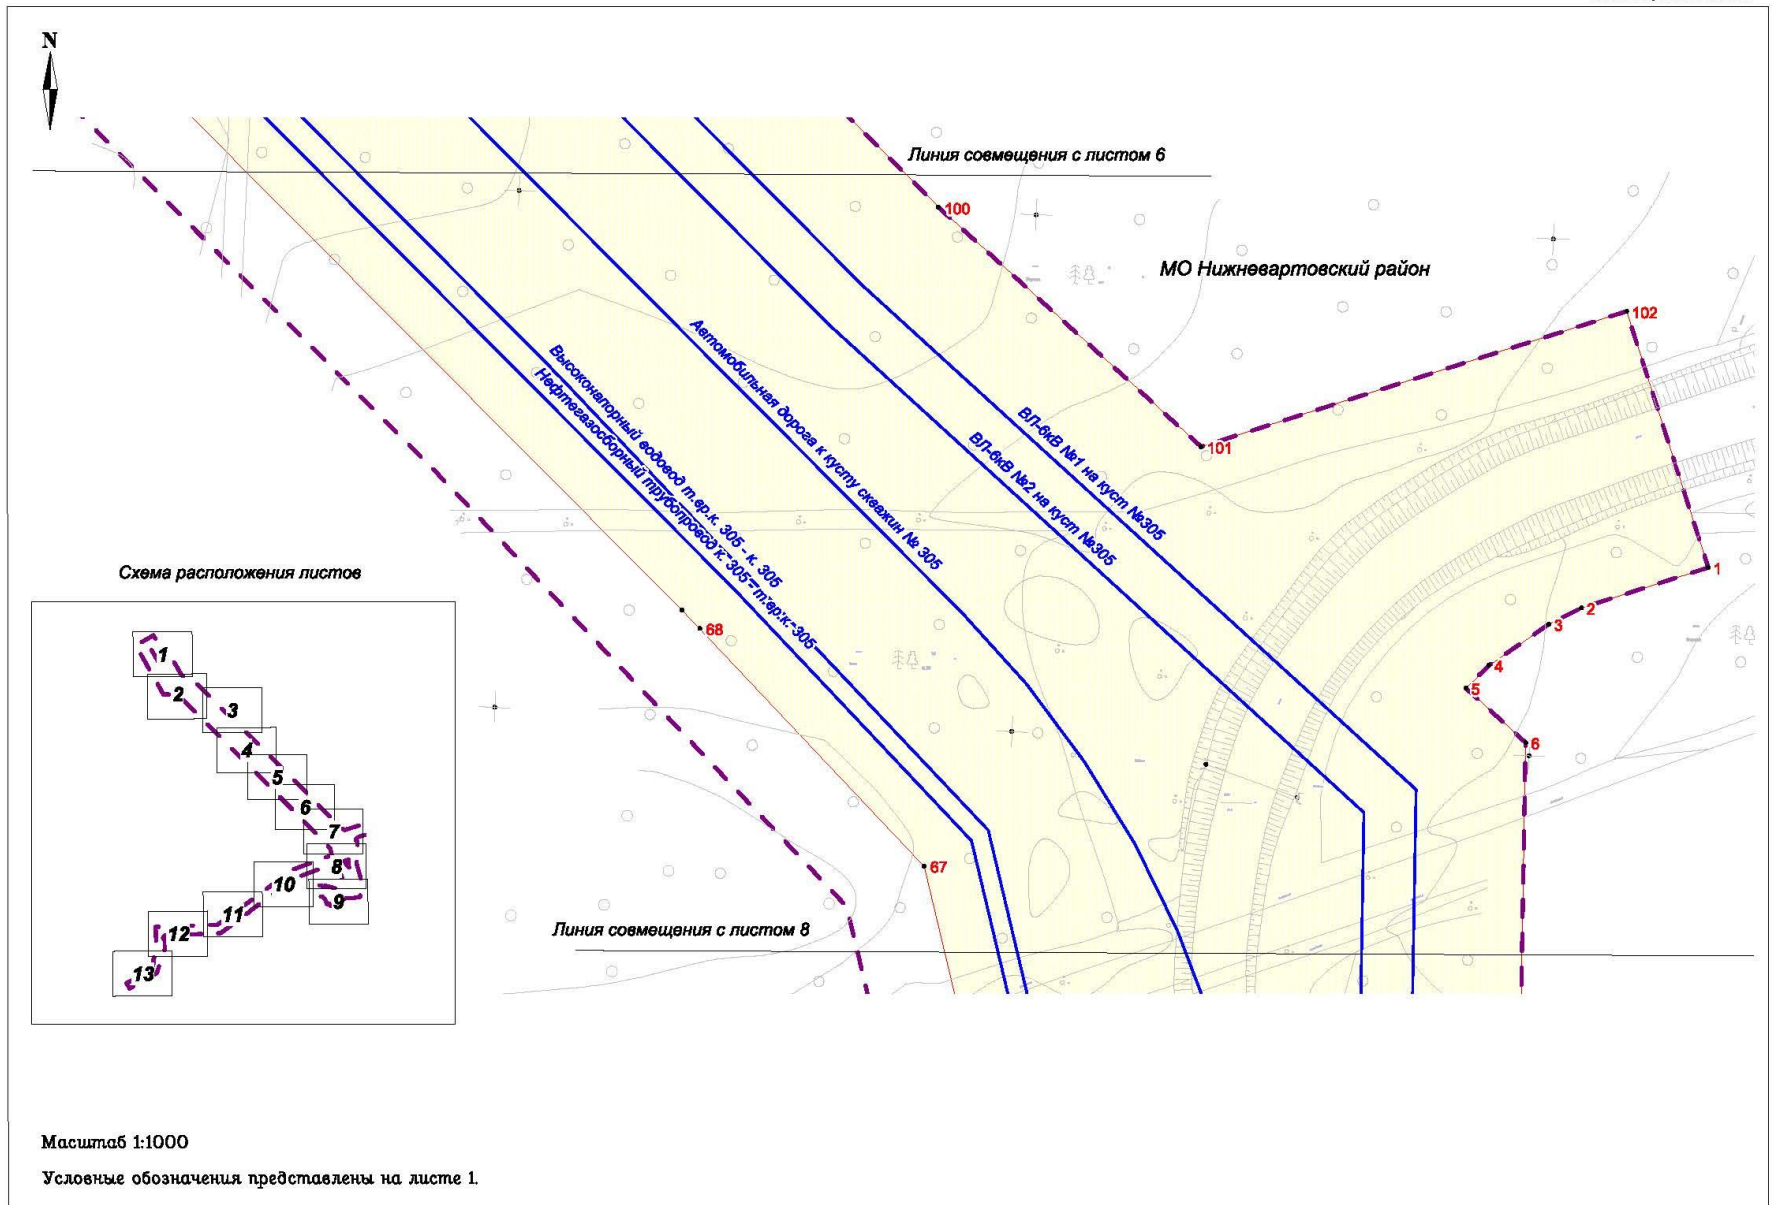 N
Линия совмещения с листом 6
100
МО Нижневартовский район
102
Автомобильная дорога к кусту скважин № 305
Высоконапорный водовод т.вр.к. 305 - к. 305
Нефтегазосборный трубопровод к. 305 - т.вр.к. 305
ВЛ-6кВ №1 на куст №305
ВЛ-6кВ №2 на куст №305
101
1
2
3
4
5
6
68
67
Схема расположения листов
1
2
3
4
5
6
7
8
9
10
11
12
13
Линия совмещения с листом 8
Масштаб 1:1000
Условные обозначения представлены на листе 1.